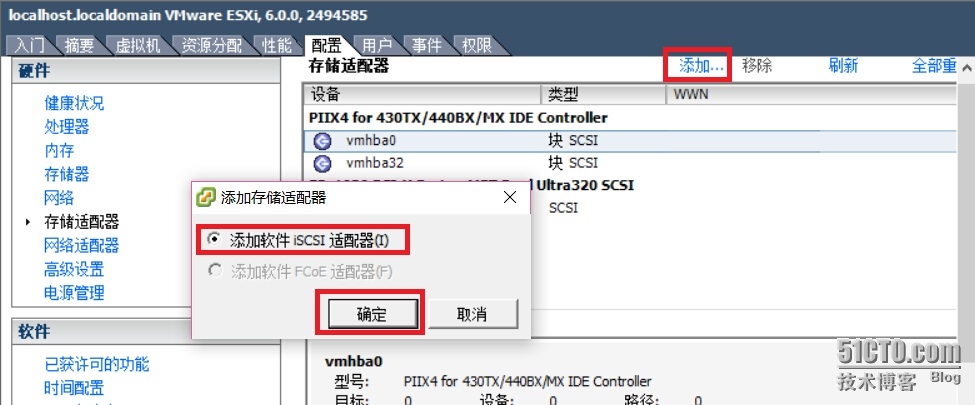 localhost.localdomain VMware ESXi, 6.0.0, 2494585
入门 摘要 虚拟机 资源分配 性能 配置 用户 事件 权限
硬件
健康状况
处理器
内存
存储器
网络
存储适配器
网络适配器
高级设置
电源管理
软件
已获许可的功能
时间配置
存储适配器 添加... 移除 刷新 全部重
设备 类型 WWN
PIIX4 for 430TX/440BX/MX IDE Controller
vmhba0 块 SCSI
vmhba32 块 SCSI
Ultra320 SCSI
SCSI
添加存储适配器
添加软件 iSCSI 适配器(I)
添加软件 FCoE 适配器(F)
确定 取消
vmhba0
型号: PIIX4 for 430TX/440BX/MX IDE Controller
目标: 0 设备: 0 路径: 0
51CTO.com
技术博客 Blog